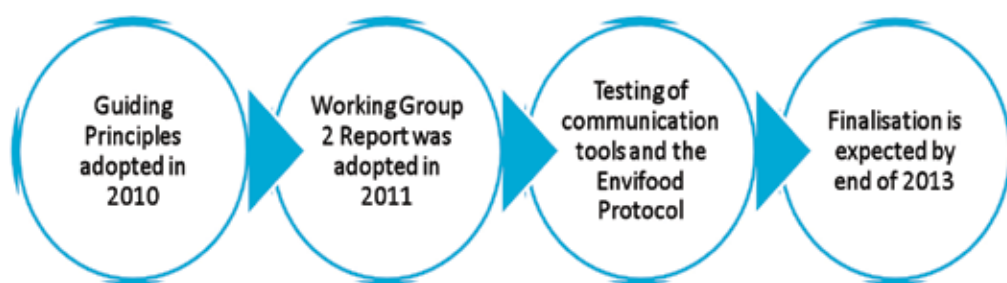 Guiding
Principles
adopted in
2010
Working Group
2 Report was
adopted in
2011
Testing of
communication
tools and the
Envifood
Protocol
Finalisation is
expected by
end of 2013